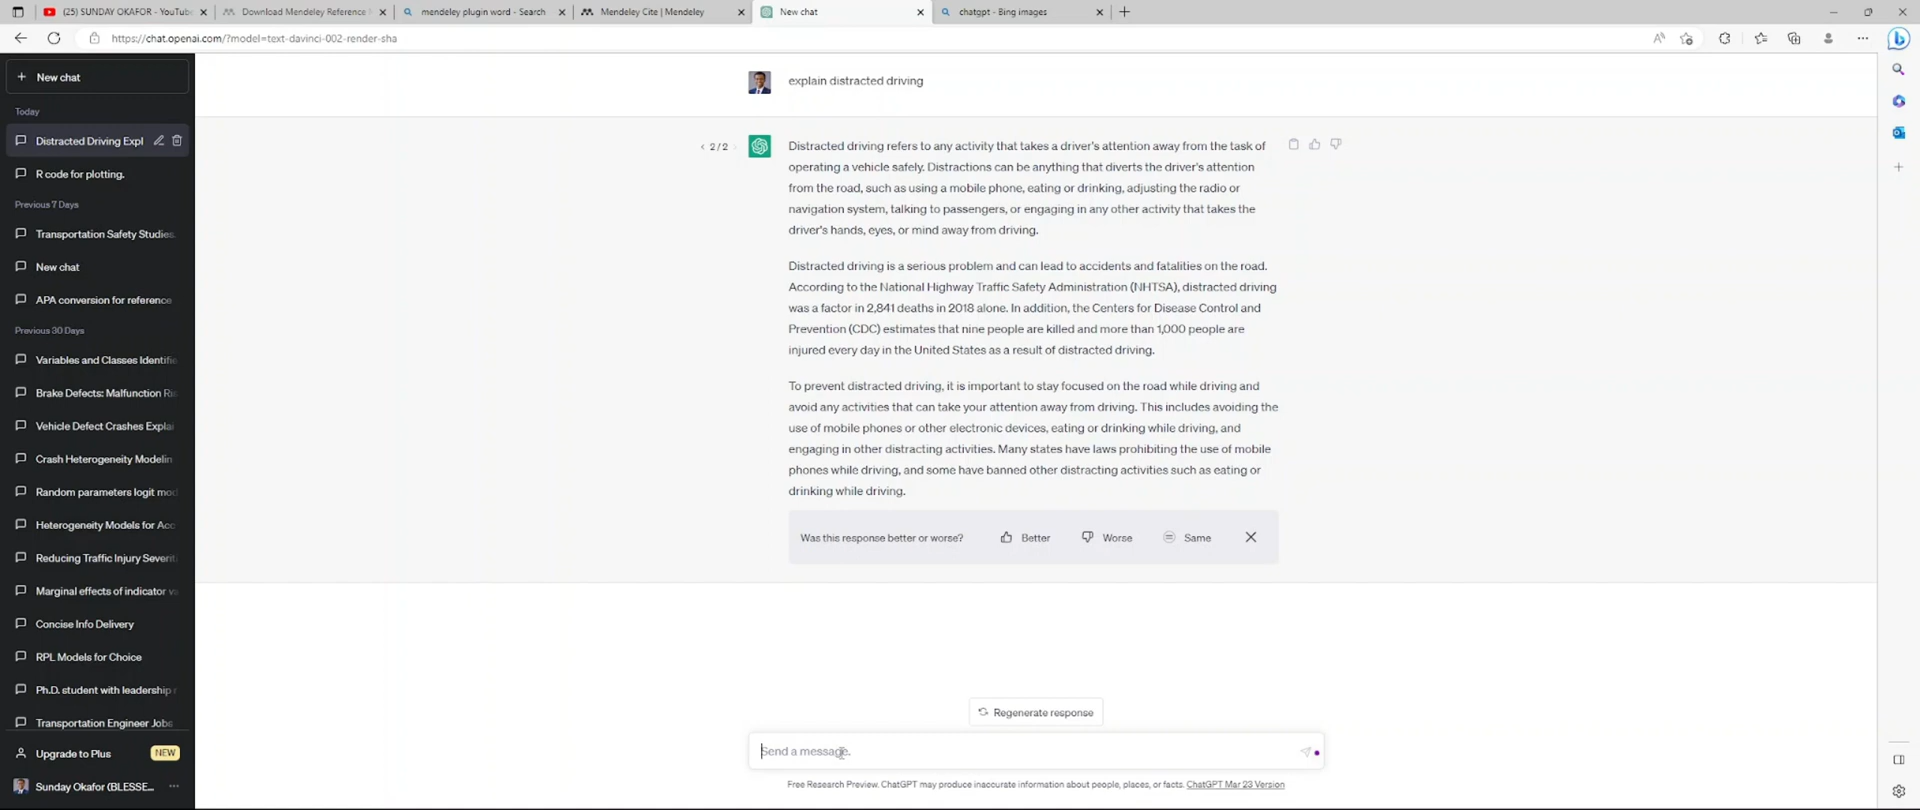 (25) SUNDAY OKAFOR - YouTube
Download Mendeley Reference
mendeley plugin word - Search
Mendeley Cite | Mendeley
New chat
chatgpt - Bing images
https://chat.openai.com/?model=text-davinci-002-render-sha
New chat
Today
Distracted Driving Expl
R code for plotting.
Previous 7 Days
Transportation Safety Studies.
New chat
APA conversion for reference
Previous 30 Days
Variables and Classes Identific
Brake Defects: Malfunction Ri
Vehicle Defect Crashes Explai
Crash Heterogeneity Modelin
Random parameters logit mod
Heterogeneity Models for Acc
Reducing Traffic Injury Severit
Marginal effects of indicator va
Concise Info Delivery
RPL Models for Choice
Ph.D. student with leadership
Transportation Engineer Jobs
Upgrade to Plus NEW
Sunday Okafor (BLESSE...
explain distracted driving
< 2/2
Distracted driving refers to any activity that takes a driver's attention away from the task of
operating a vehicle safely. Distractions can be anything that diverts the driver's attention
from the road, such as using a mobile phone, eating or drinking, adjusting the radio or
navigation system, talking to passengers, or engaging in any other activity that takes the
driver's hands, eyes, or mind away from driving.
Distracted driving is a serious problem and can lead to accidents and fatalities on the road.
According to the National Highway Traffic Safety Administration (NHTSA), distracted driving
was a factor in 2,841 deaths in 2018 alone. In addition, the Centers for Disease Control and
Prevention (CDC) estimates that nine people are killed and more than 1,000 people are
injured every day in the United States as a result of distracted driving.
To prevent distracted driving, it is important to stay focused on the road while driving and
avoid any activities that can take your attention away from driving. This includes avoiding the
use of mobile phones or other electronic devices, eating or drinking while driving, and
engaging in other distracting activities. Many states have laws prohibiting the use of mobile
phones while driving, and some have banned other distracting activities such as eating or
drinking while driving.
Was this response better or worse? Better Worse Same
Regenerate response
Send a message.
Free Research Preview. ChatGPT may produce inaccurate information about people, places, or facts. ChatGPT Mar 23 Version